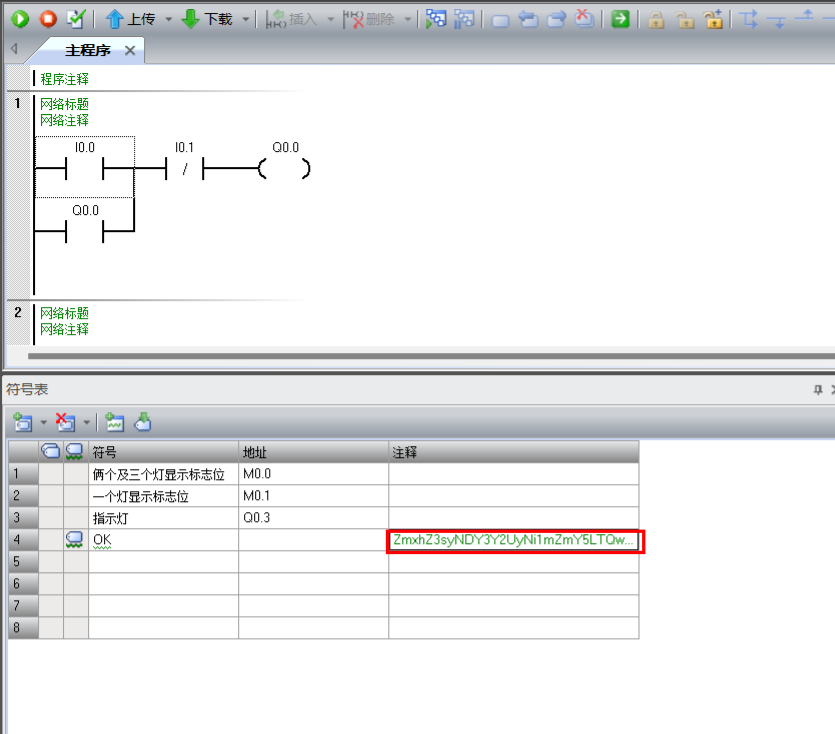 上传 下载 插入 删除
主程序
程序注释
1 网络标题
网络注释
I0.0 I0.1 Q0.0
/
Q0.0
2 网络标题
网络注释
符号表
符号 地址 注释
1 俩个及三个灯显示标志位 M0.0
2 一个灯显示标志位 M0.1
3 指示灯 Q0.3
4 OK ZmxhZ3syNDY3Y2UyNi1mZmY5LTQw...
5
6
7
8